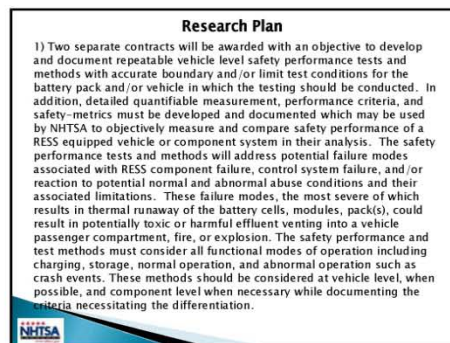 Research Plan
1) Two separate contracts will be awarded with an objective to develop
and document repeatable vehicle level safety performance tests and
methods with accurate boundary and/or limit test conditions for the
battery pack and/or vehicle in which the testing should be conducted. In
addition, detailed quantifiable measurement, performance criteria, and
safety-metrics must be developed and documented which may be used
by NHTSA to objectively measure and compare safety performance of a
RESS equipped vehicle or component system in their analysis. The safety
performance tests and methods will address potential failure modes
associated with RESS component failure, control system failure, and/or
reaction to potential normal and abnormal abuse conditions and their
associated limitations. These failure modes, the most severe of which
results in thermal runaway of the battery cells, modules, pack(s), could
result in potentially toxic or harmful effluent venting into a vehicle
passenger compartment, fire, or explosion. The safety performance and
test methods must consider all functional modes of operation including
charging, storage, normal operation, and abnormal operation such as
crash events. These methods should be considered at vehicle level, when
possible, and component level when necessary while documenting the
criteria necessitating the differentiation.
NHTSA